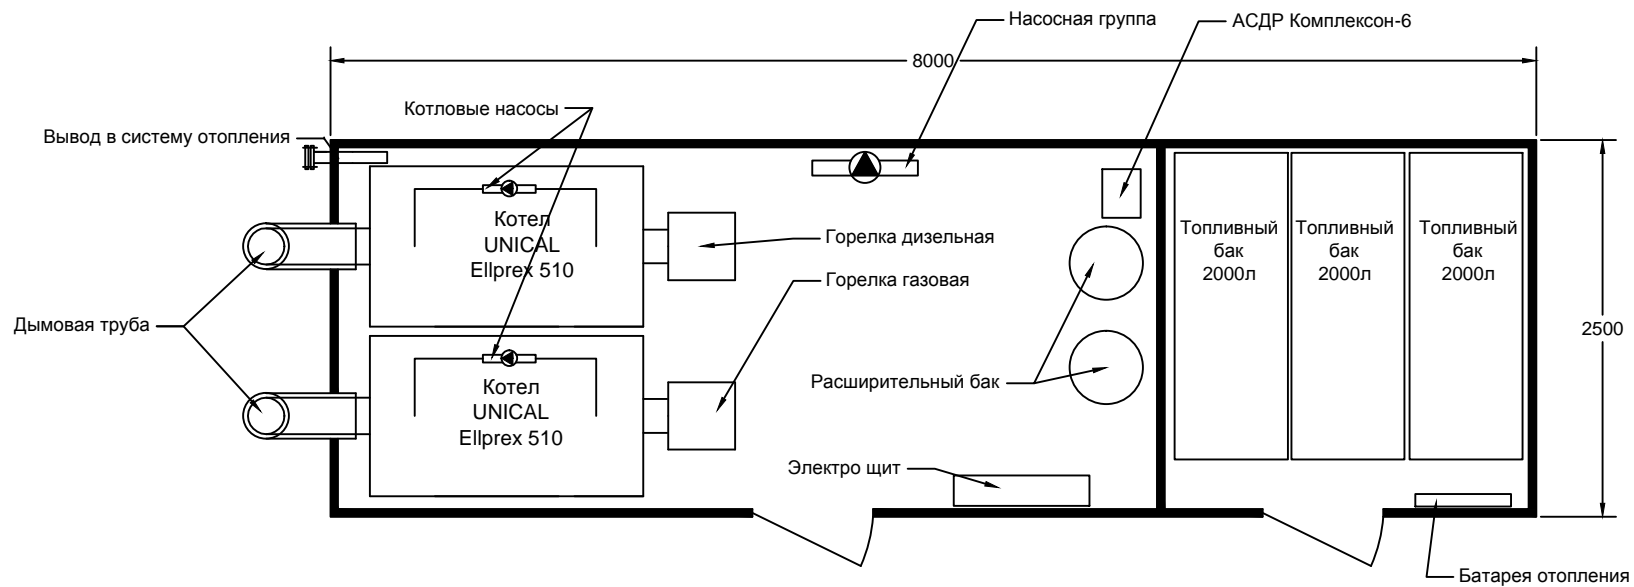 Насосная группа
АСДР Комплексон-6
8000
Котловые насосы
Вывод в систему отопления
Котел
UNICAL
Ellprex 510
Горелка дизельная
Горелка газовая
Топливный
бак
2000л
Топливный
бак
2000л
Топливный
бак
2000л
Дымовая труба
2500
Котел
UNICAL
Ellprex 510
Расширительный бак
Электро щит
Батарея отопления